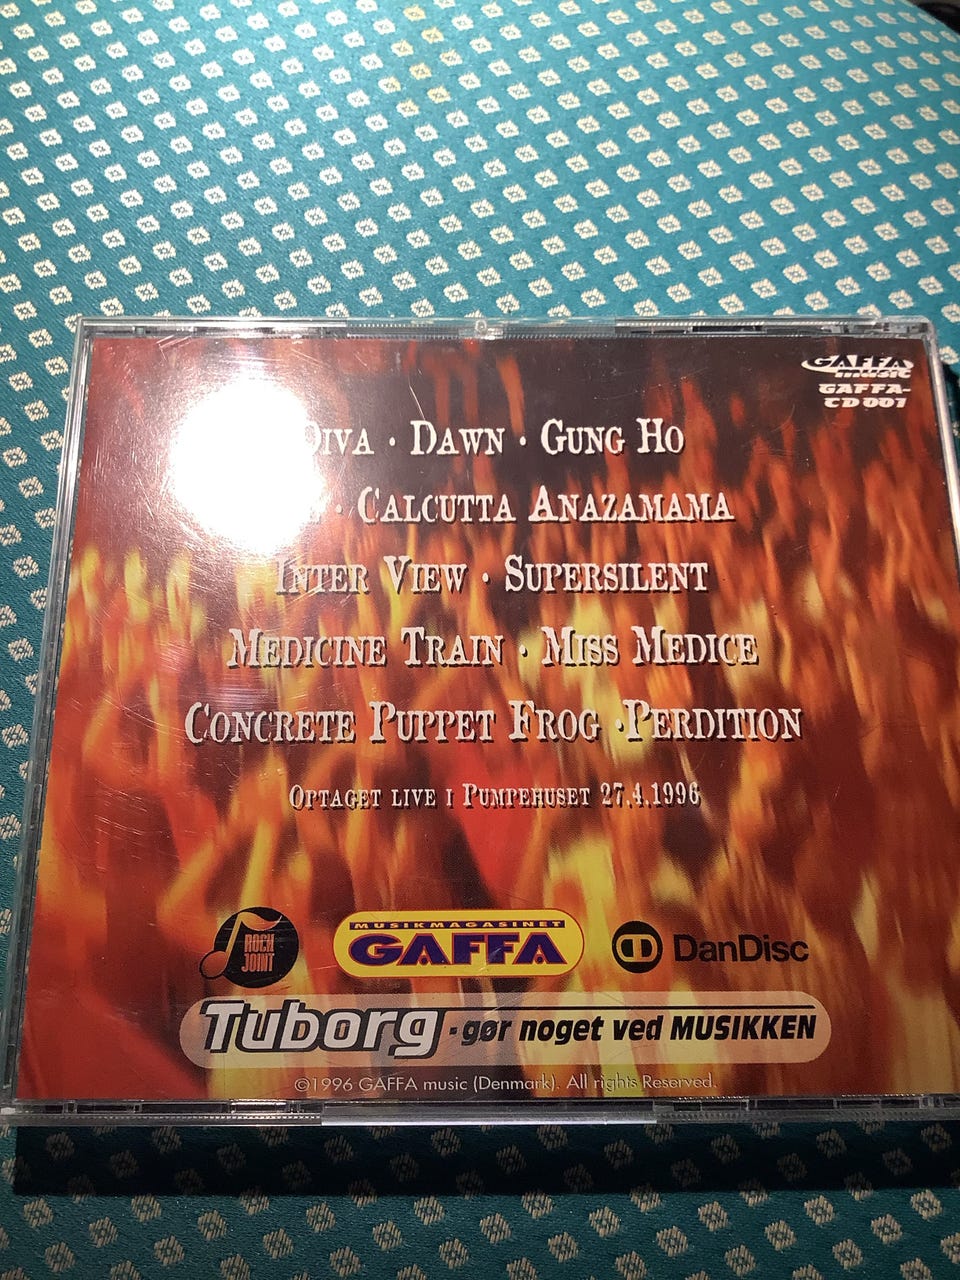 GAFFA
music
GAFFA-
CD 001
DIVA · DAWN · GUNG HO
· CALCUTTA ANAZAMAMA
INTER VIEW · SUPERSILENT
MEDICINE TRAIN · MISS MEDICE
CONCRETE PUPPET FROG · PERDITION
OPTAGET LIVE I PUMPEHUSET 27.4.1996
ROCK
JOINT
MUSIKMAGASINET
GAFFA
DanDisc
Tuborg - gør noget ved MUSIKKEN
©1996 GAFFA music (Denmark). All rights Reserved.